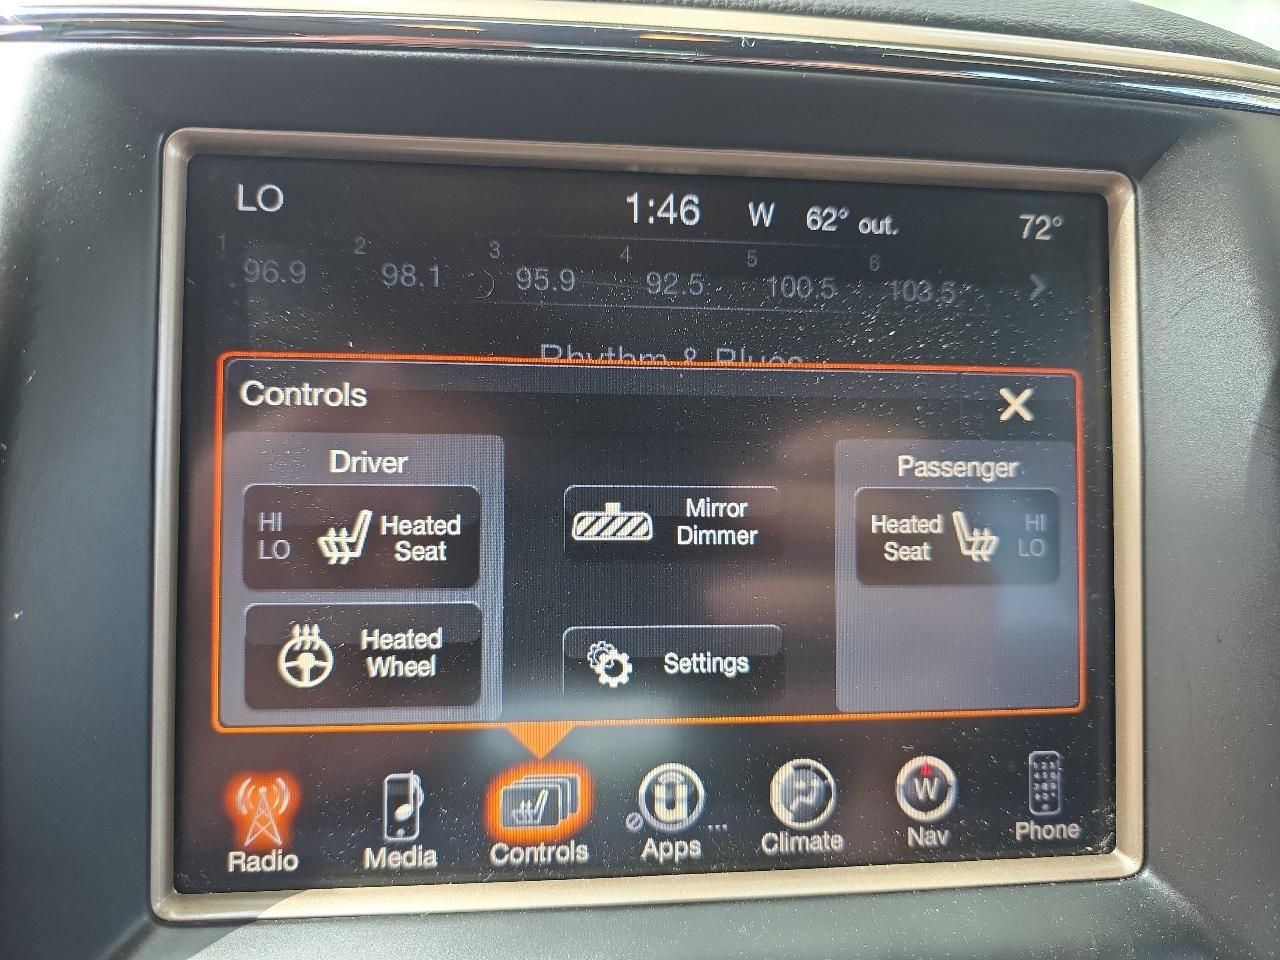 LO 1:46 W 62° out. 72°
1 2 3 4 5 6
96.9 98.1 95.9 92.5 100.5 103.5
Rhythm & Blues
Controls
Driver
HI
LO
Heated
Seat
Heated
Wheel
Mirror
Dimmer
Settings
Passenger
Heated
Seat
HI
LO
Radio Media Controls Apps Climate W Nav Phone